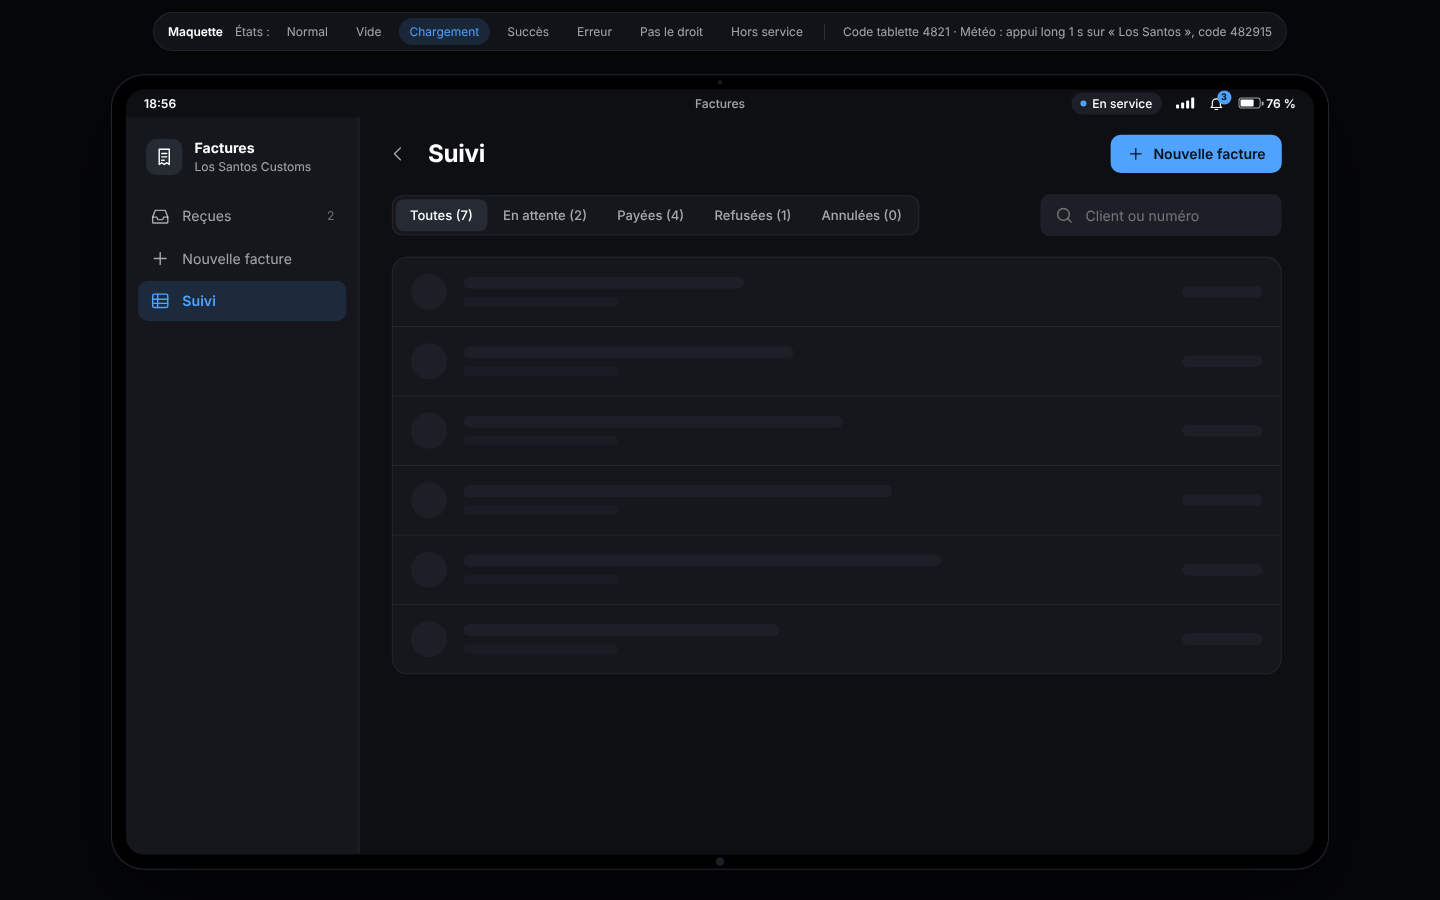 Maquette États : Normal Vide Chargement Succès Erreur Pas le droit Hors service Code tablette 4821 · Météo : appui long 1 s sur « Los Santos », code 482915
18:56 Factures En service 3 76 %
Factures
Los Santos Customs
Reçues 2
Nouvelle facture
Suivi
Suivi Nouvelle facture
Toutes (7) En attente (2) Payées (4) Refusées (1) Annulées (0) Client ou numéro